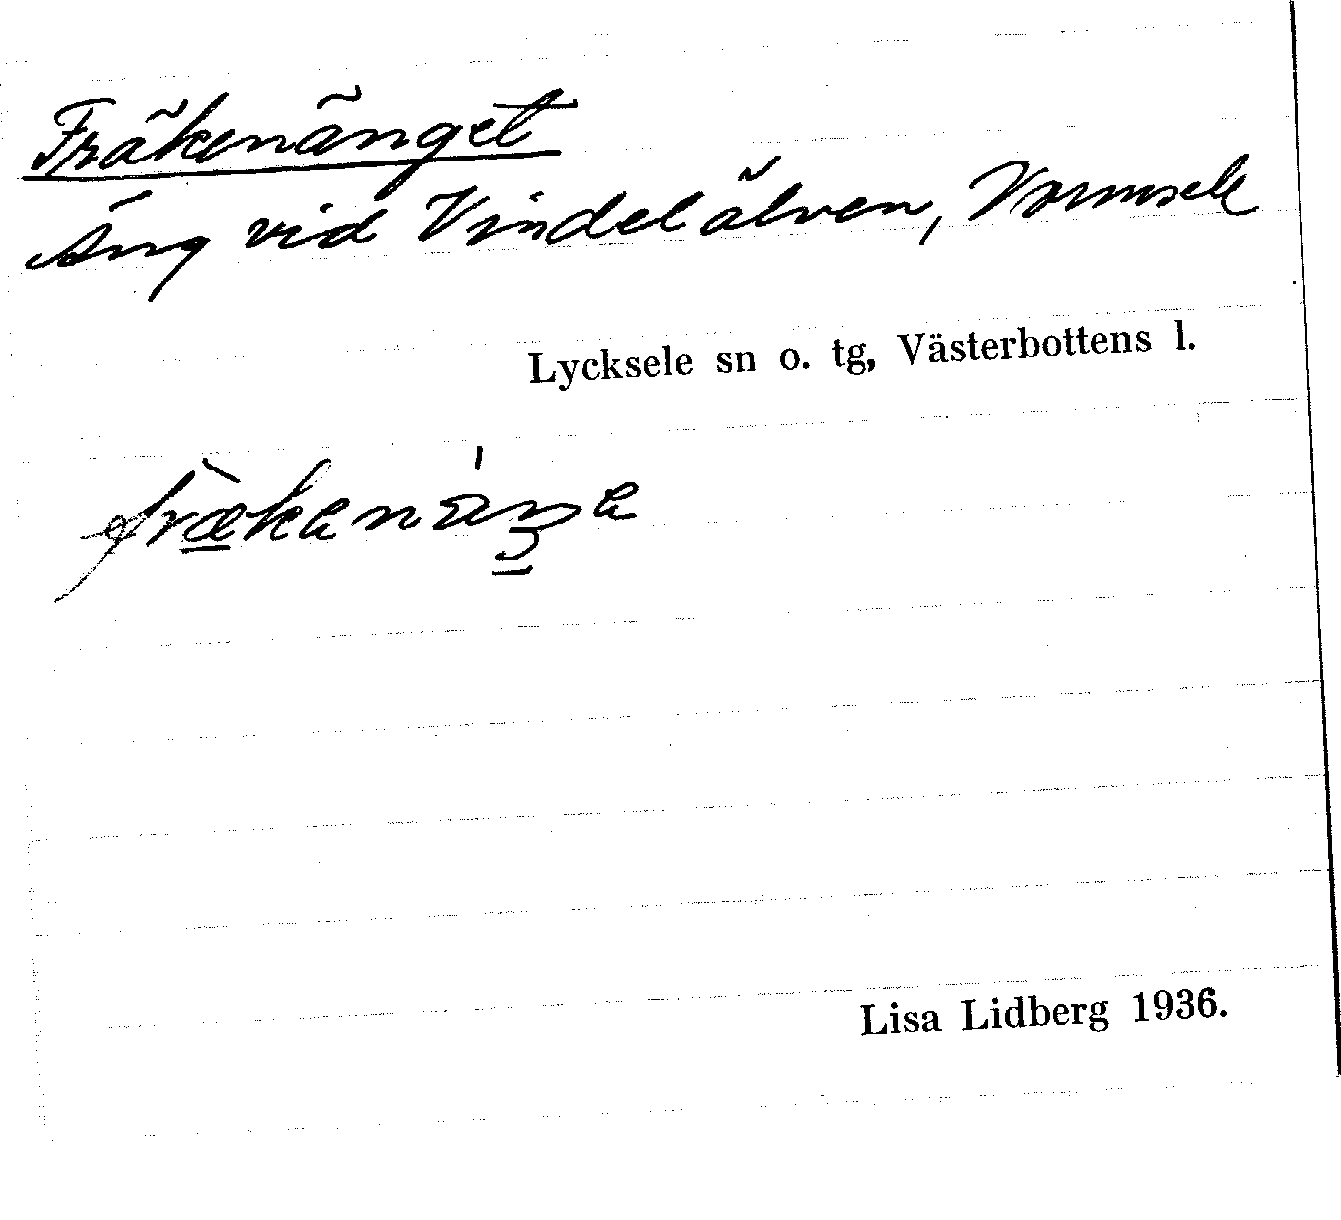 Fräkenänget
Äng vid Vindelälven, Vormsele
Lycksele sn o. tg, Västerbottens l.
Lisa Lidberg 1936.